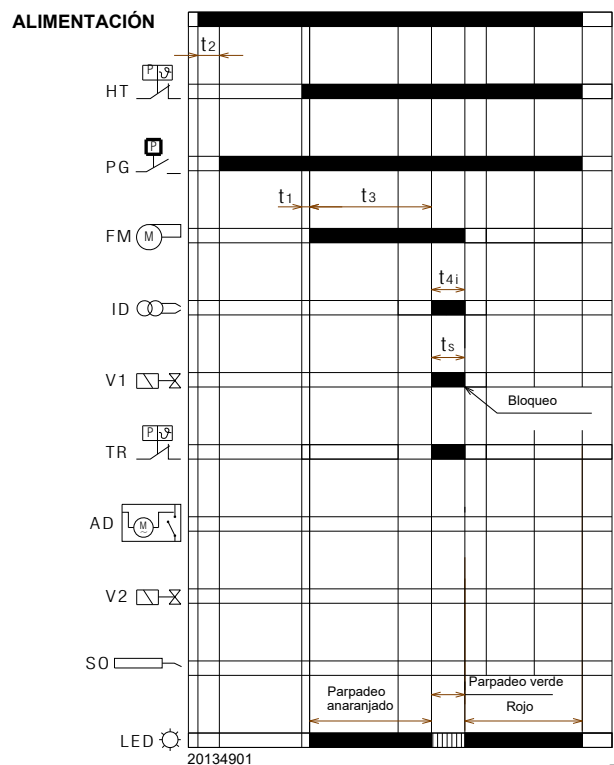 ALIMENTACIÓN
t2
P ϑ
HT
P
PG
t1 t3
FM M
t4i
ID
ts
V1
Bloqueo
P ϑ
TR
AD M ~
V2
SO
Parpadeo verde
Parpadeo
anaranjado
Rojo
LED
20134901